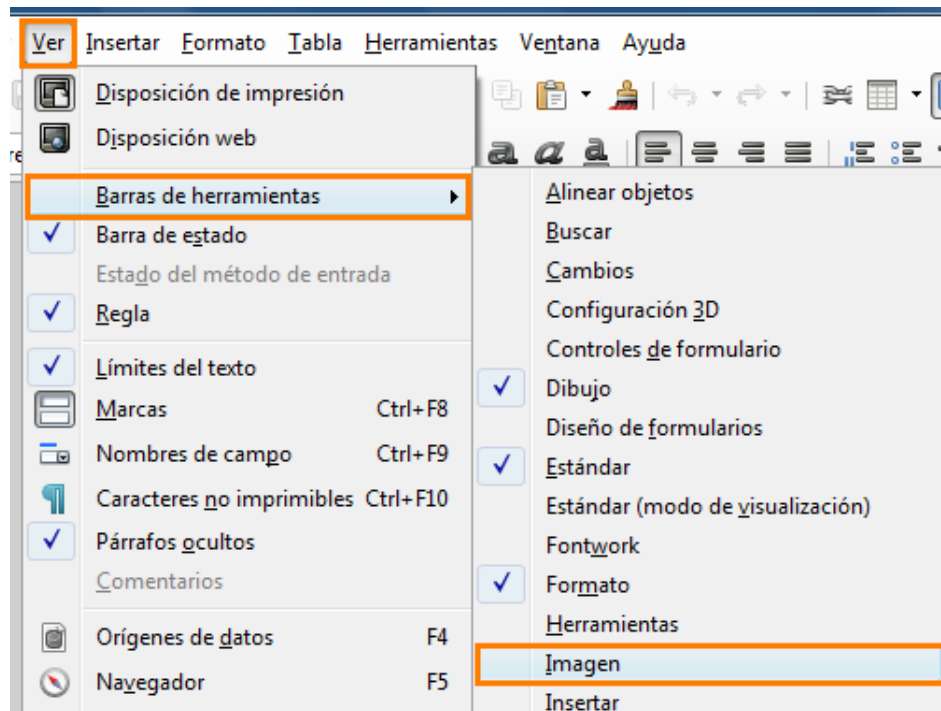 Ver Insertar Formato Tabla Herramientas Ventana Ayuda
Disposición de impresión
Disposición web
Barras de herramientas
Barra de estado
Estado del método de entrada
Regla
Límites del texto
Marcas Ctrl+F8
Nombres de campo Ctrl+F9
Caracteres no imprimibles Ctrl+F10
Párrafos ocultos
Comentarios
Orígenes de datos F4
Navegador F5
Alinear objetos
Buscar
Cambios
Configuración 3D
Controles de formulario
Dibujo
Diseño de formularios
Estándar
Estándar (modo de visualización)
Fontwork
Formato
Herramientas
Imagen
Insertar